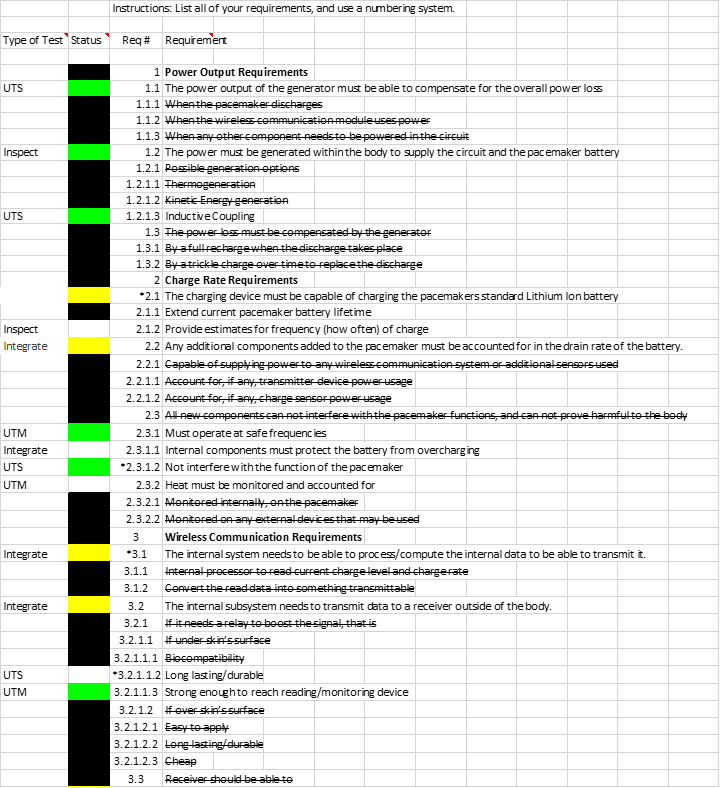 Instructions: List all of your requirements, and use a numbering system.
Type of Test Status Req # Requirement
1 Power Output Requirements
UTS 1.1 The power output of the generator must be able to compensate for the overall power loss
1.1.1 When the pacemaker discharges
1.1.2 When the wireless communication module uses power
1.1.3 When any other component needs to be powered in the circuit
Inspect 1.2 The power must be generated within the body to supply the circuit and the pacemaker battery
1.2.1 Possible generation options
1.2.1.1 Thermogeneration
1.2.1.2 Kinetic Energy generation
UTS 1.2.1.3 Inductive Coupling
1.3 The power loss must be compensated by the generator
1.3.1 By a full recharge when the discharge takes place
1.3.2 By a trickle charge over time to replace the discharge
2 Charge Rate Requirements
*2.1 The charging device must be capable of charging the pacemakers standard Lithium Ion battery
2.1.1 Extend current pacemaker battery lifetime
Inspect 2.1.2 Provide estimates for frequency (how often) of charge
Integrate 2.2 Any additional components added to the pacemaker must be accounted for in the drain rate of the battery.
2.2.1 Capable of supplying power to any wireless communication system or additional sensors used
2.2.1.1 Account for, if any, transmitter device power usage
2.2.1.2 Account for, if any, charge sensor power usage
2.3 All new components can not interfere with the pacemaker functions, and can not prove harmful to the body
UTM 2.3.1 Must operate at safe frequencies
Integrate 2.3.1.1 Internal components must protect the battery from overcharging
UTS *2.3.1.2 Not interfere with the function of the pacemaker
UTM 2.3.2 Heat must be monitored and accounted for
2.3.2.1 Monitored internally, on the pacemaker
2.3.2.2 Monitored on any external devices that may be used
3 Wireless Communication Requirements
Integrate *3.1 The internal system needs to be able to process/compute the internal data to be able to transmit it.
3.1.1 Internal processor to read current charge level and charge rate
3.1.2 Convert the read data into something transmittable
Integrate 3.2 The internal subsystem needs to transmit data to a receiver outside of the body.
3.2.1 If it needs a relay to boost the signal, that is
3.2.1.1 If under skin's surface
3.2.1.1.1 Biocompatibility
UTS *3.2.1.1.2 Long lasting/durable
UTM 3.2.1.1.3 Strong enough to reach reading/monitoring device
3.2.1.2 If over skin's surface
3.2.1.2.1 Easy to apply
3.2.1.2.2 Long lasting/durable
3.2.1.2.3 Cheap
3.3 Receiver should be able to